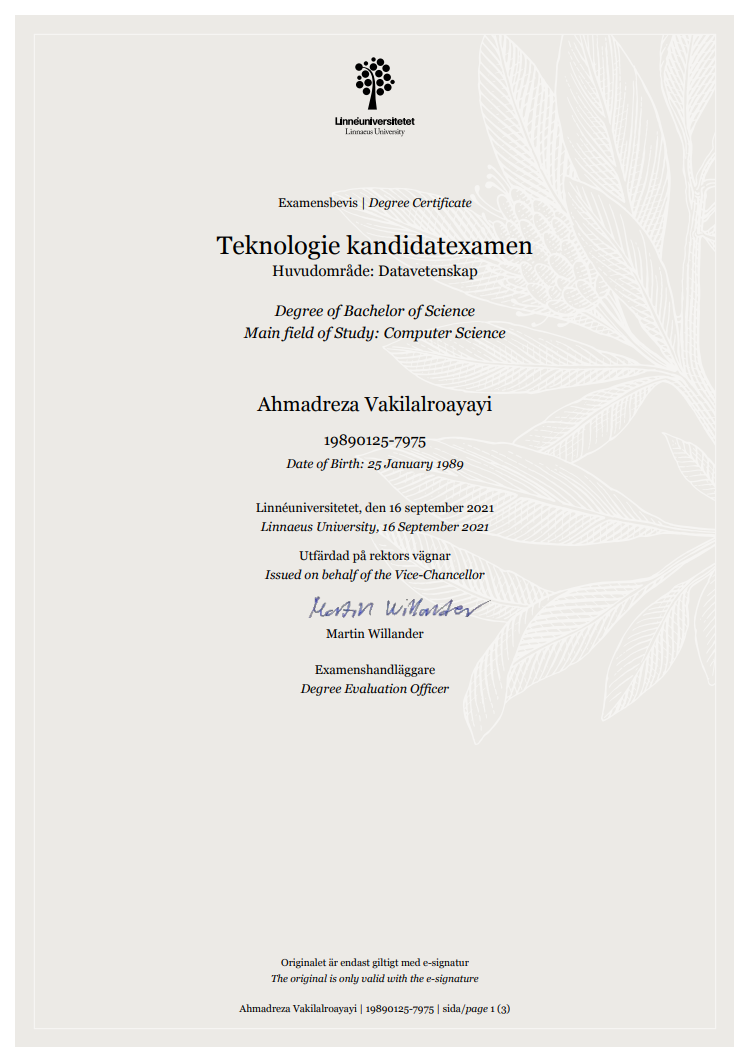 Linnéuniversitetet
Linnaeus University
Examensbevis | Degree Certificate
Teknologie kandidatexamen
Huvudområde: Datavetenskap
Degree of Bachelor of Science
Main field of Study: Computer Science
Ahmadreza Vakilalroayayi
19890125-7975
Date of Birth: 25 January 1989
Linnéuniversitetet, den 16 september 2021
Linnaeus University, 16 September 2021
Utfärdad på rektors vägnar
Issued on behalf of the Vice-Chancellor
Martin Willander
Martin Willander
Examenshandläggare
Degree Evaluation Officer
Originalet är endast giltigt med e-signatur
The original is only valid with the e-signature
Ahmadreza Vakilalroayayi | 19890125-7975 | sida/page 1 (3)